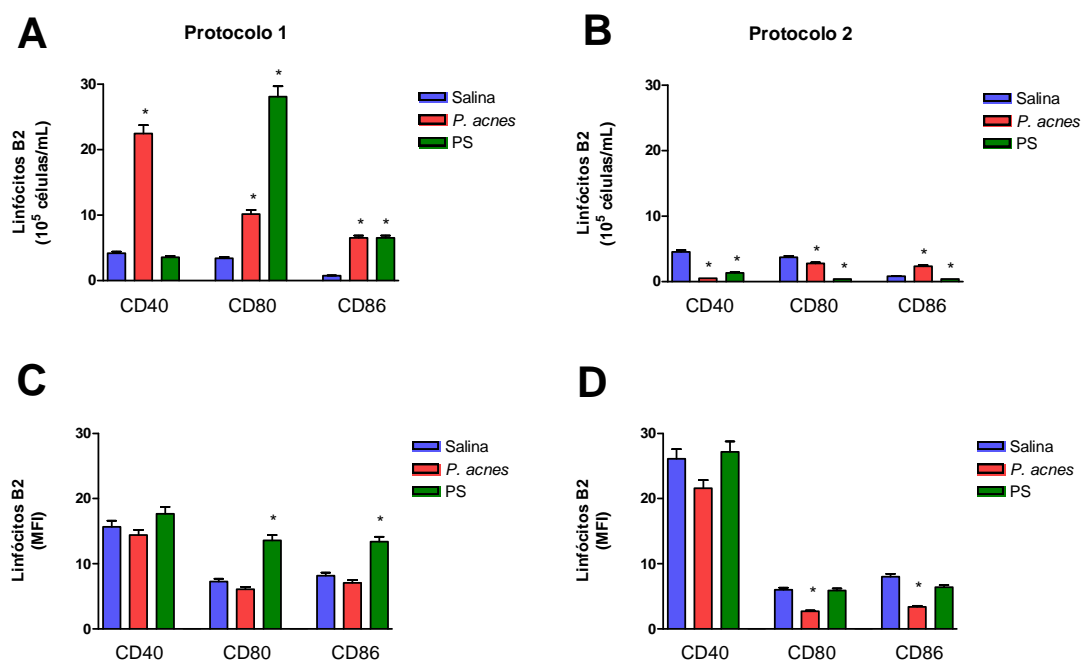 A
Protocolo 1
Linfócitos B2
(10⁵ células/mL)
30
20
10
0
*
*
*
*
*
CD40
CD80
CD86
Salina
P. acnes
PS
B
Protocolo 2
Linfócitos B2
(10⁵ células/mL)
30
20
10
0
*
*
*
*
*
*
CD40
CD80
CD86
Salina
P. acnes
PS
C
Linfócitos B2
(MFI)
30
20
10
0
*
*
CD40
CD80
CD86
Salina
P. acnes
PS
D
Linfócitos B2
(MFI)
30
20
10
0
*
*
CD40
CD80
CD86
Salina
P. acnes
PS